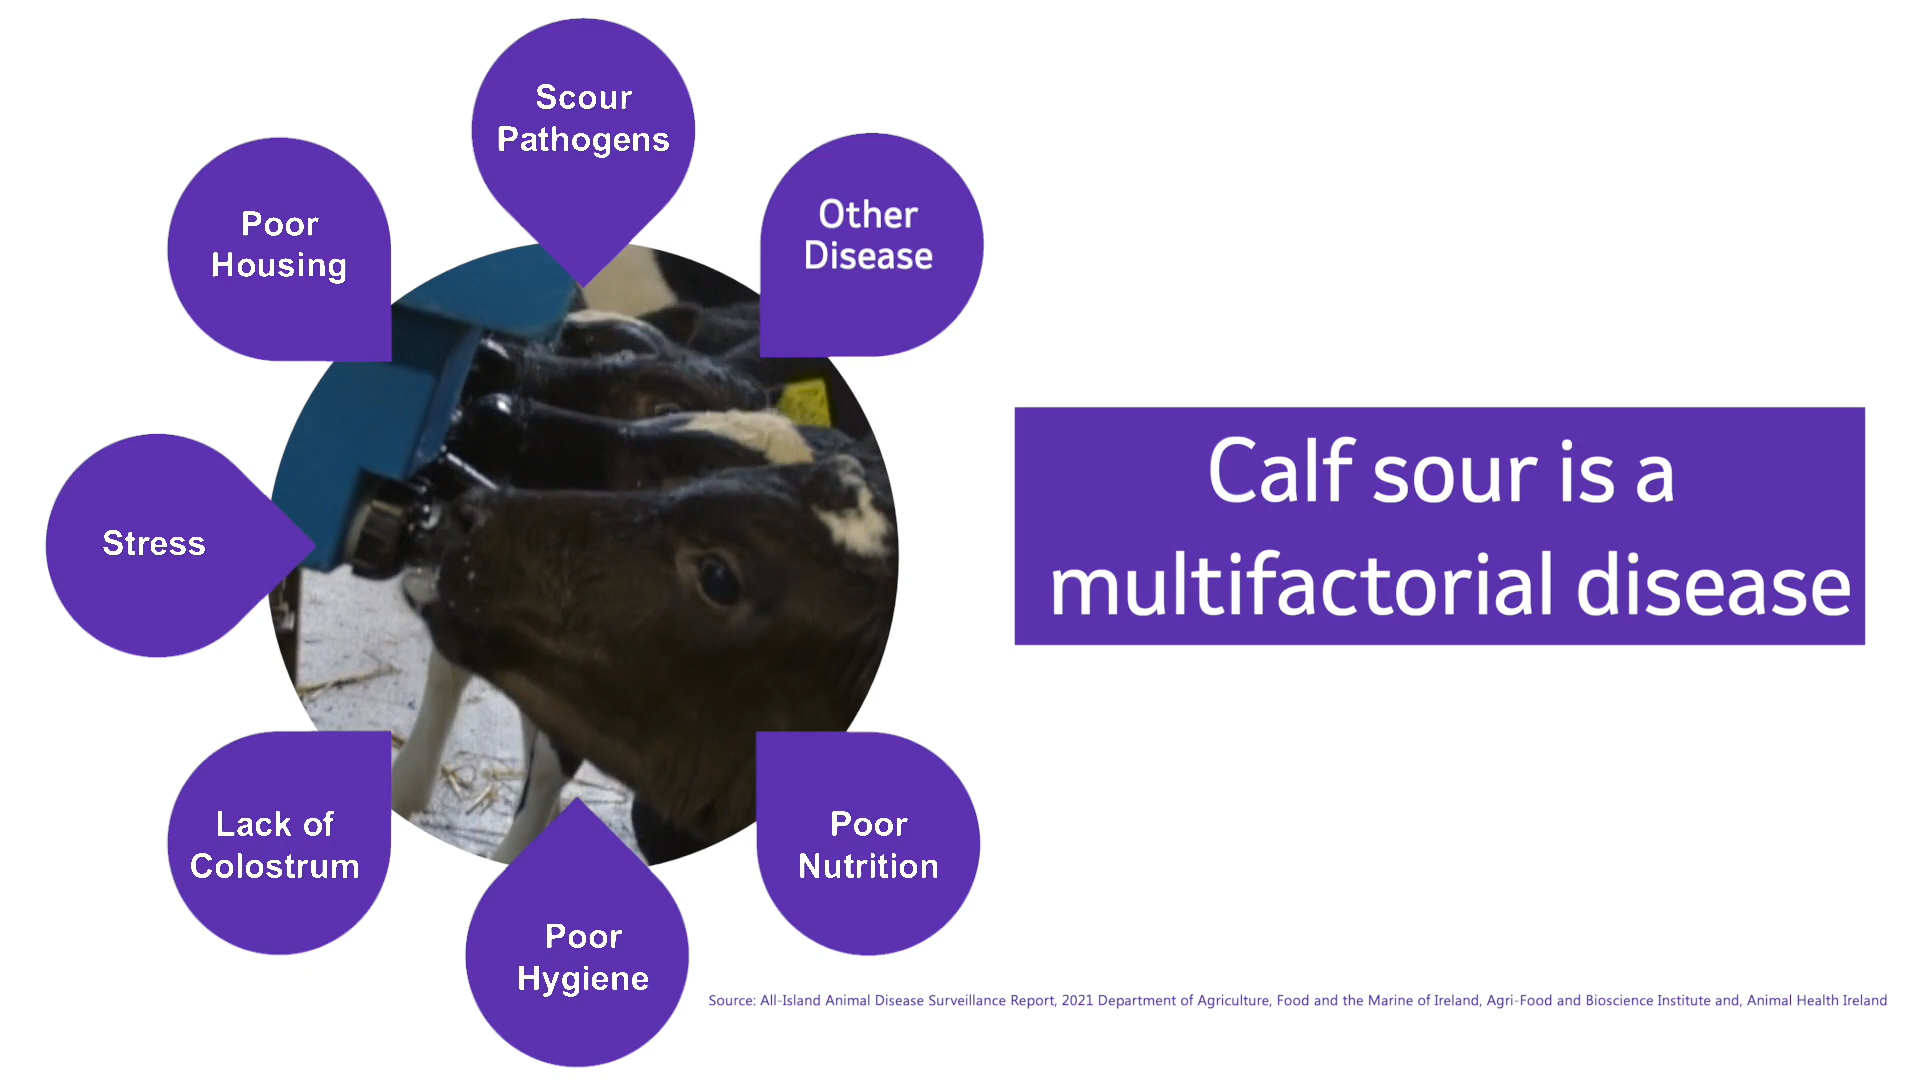 Scour
Pathogens
Poor
Housing
Other
Disease
Stress
Calf sour is a
multifactorial disease
Lack of
Colostrum
Poor
Nutrition
Poor
Hygiene
Source: All-Island Animal Disease Surveillance Report, 2021 Department of Agriculture, Food and the Marine of Ireland, Agri-Food and Bioscience Institute and, Animal Health Ireland